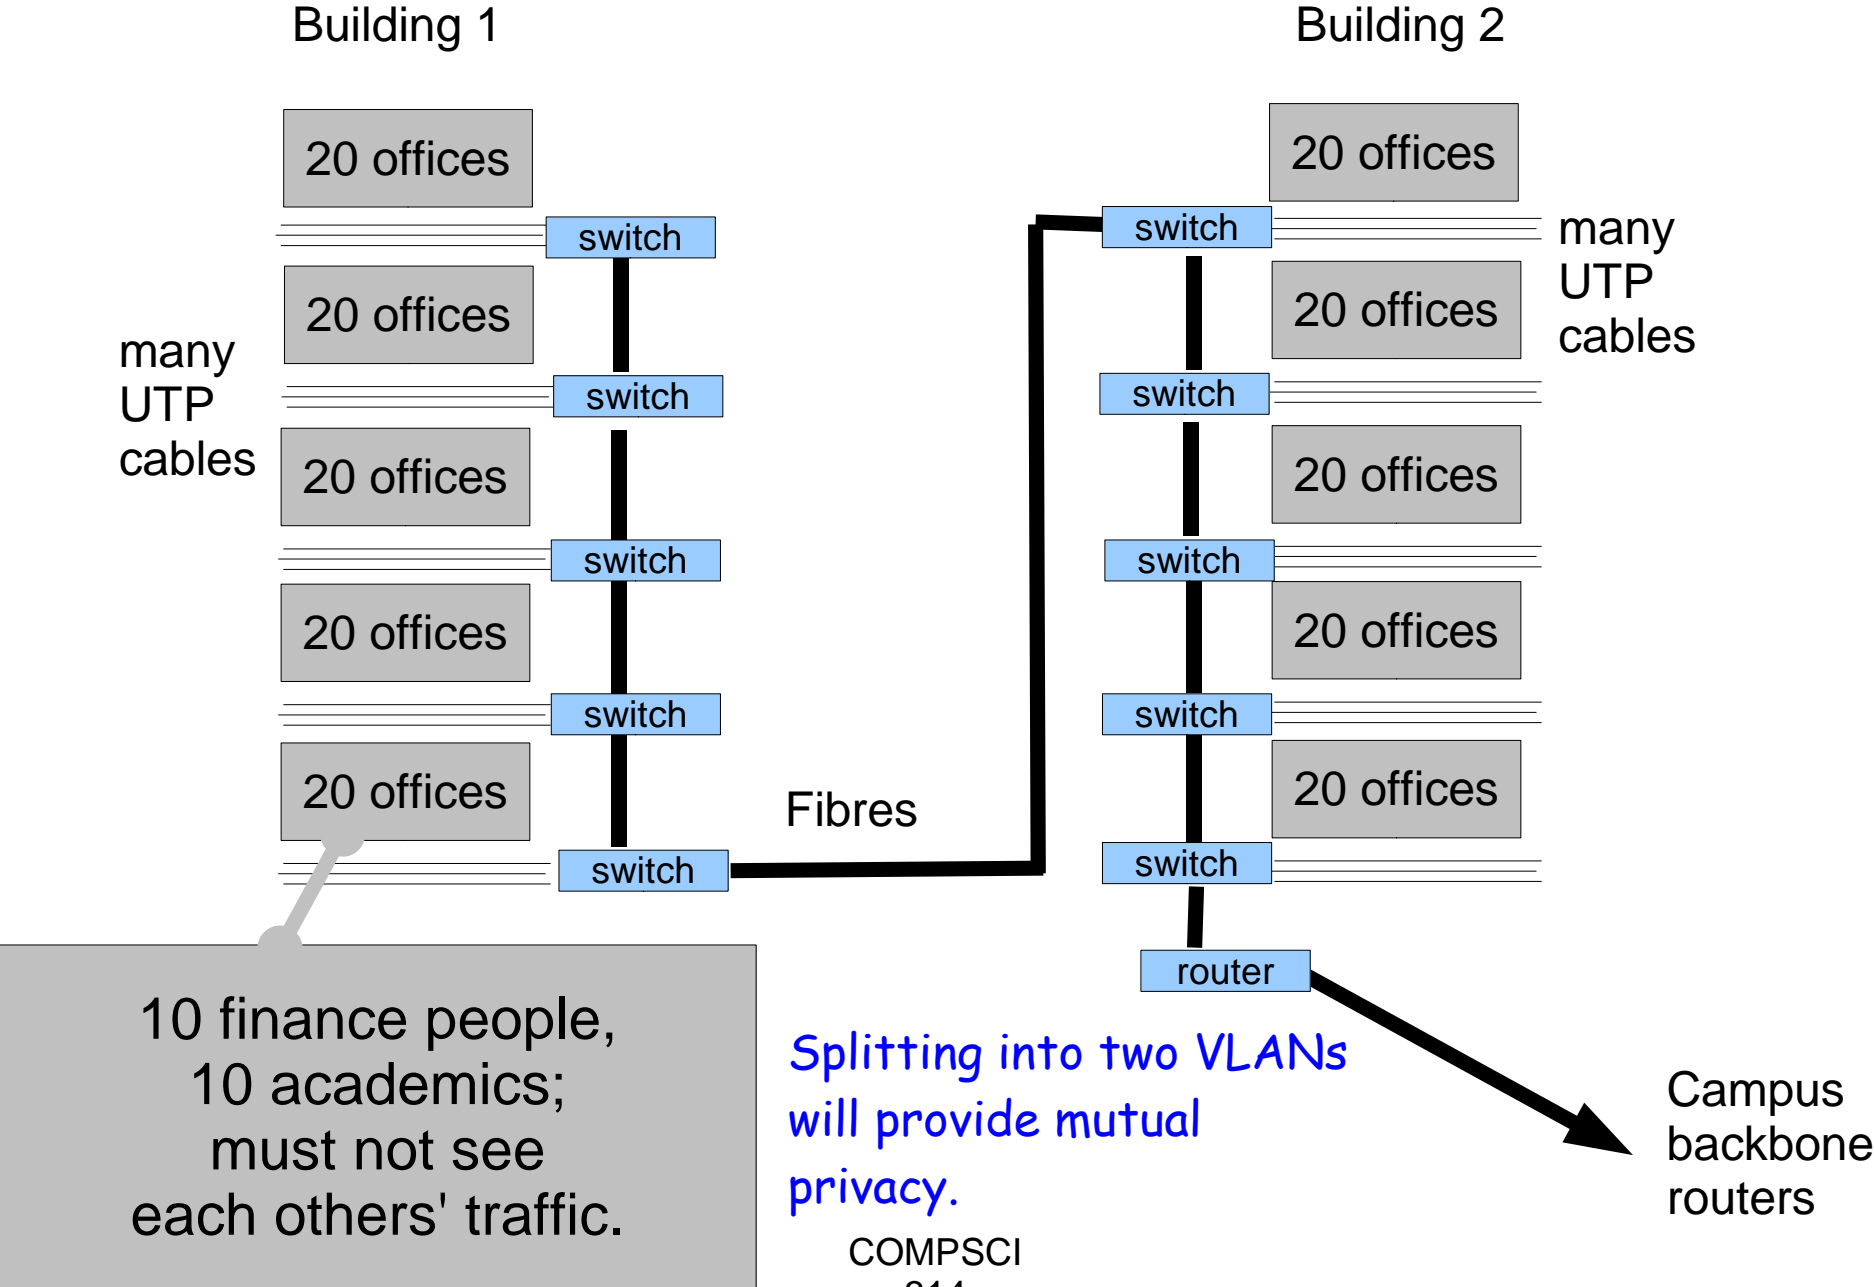 Building 1
Building 2
20 offices
switch
20 offices
switch
20 offices
switch
20 offices
switch
20 offices
switch
many
UTP
cables
20 offices
switch
20 offices
switch
20 offices
switch
20 offices
switch
20 offices
switch
many
UTP
cables
Fibres
router
10 finance people,
10 academics;
must not see
each others' traffic.
Splitting into two VLANs
will provide mutual
privacy.
Campus
backbone
routers
COMPSCI